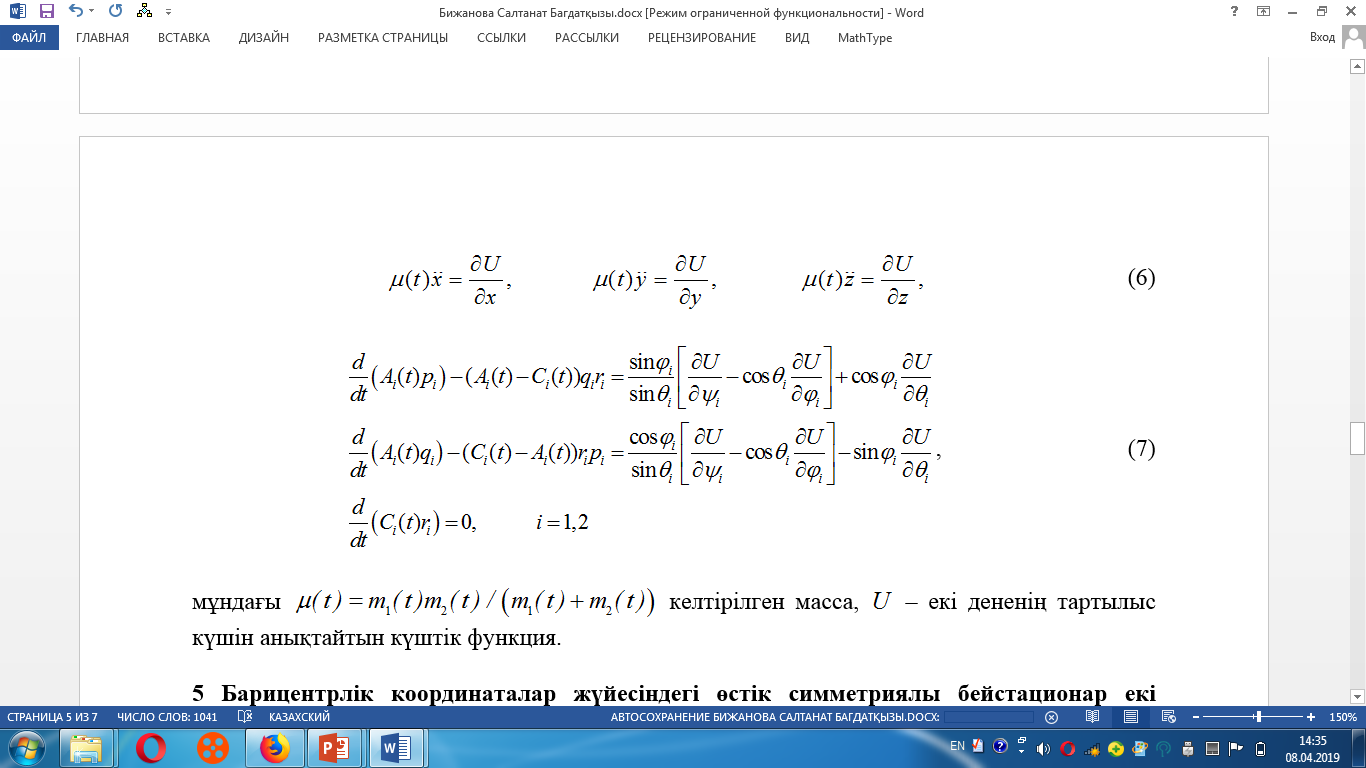 Бижанова Салтанат Бағдатқызы.docx [Режим ограниченной функциональности] - Word
ФАЙЛ ГЛАВНАЯ ВСТАВКА ДИЗАЙН РАЗМЕТКА СТРАНИЦЫ ССЫЛКИ РАССЫЛКИ РЕЦЕНЗИРОВАНИЕ ВИД MathType Вход
μ(t)ẍ = ∂U/∂x, μ(t)ÿ = ∂U/∂y, μ(t)z̈ = ∂U/∂z, (6)
d/dt (A_i(t)p_i) − (A_i(t) − C_i(t))q_i r_i = sinφ_i/sinθ_i [∂U/∂ψ_i − cosθ_i ∂U/∂φ_i] + cosφ_i ∂U/∂θ_i
d/dt (A_i(t)q_i) − (C_i(t) − A_i(t))r_i p_i = cosφ_i/sinθ_i [∂U/∂ψ_i − cosθ_i ∂U/∂φ_i] − sinφ_i ∂U/∂θ_i , (7)
d/dt (C_i(t)r_i) = 0, i = 1,2
мұндағы μ(t) = m₁(t)m₂(t) / (m₁(t) + m₂(t)) келтірілген масса, U – екі дененің тартылыс
күшін анықтайтын күштік функция.
5 Барицентрлік координаталар жүйесіндегі өстік симметриялы бейстационар екі
СТРАНИЦА 5 ИЗ 7 ЧИСЛО СЛОВ: 1041 КАЗАХСКИЙ АВТОСОХРАНЕНИЕ БИЖАНОВА САЛТАНАТ БАГДАТҚЫЗЫ.DOCX: 150%
EN 14:35
08.04.2019